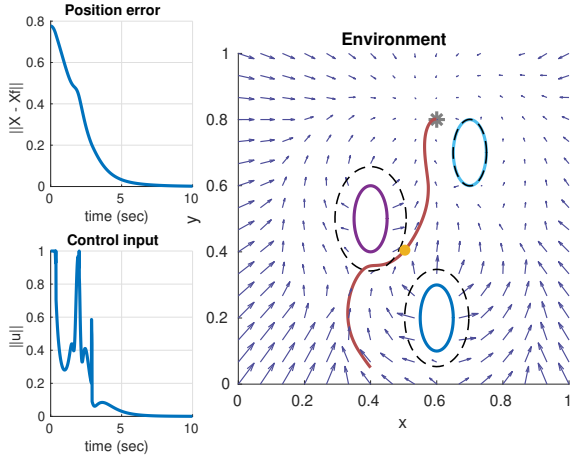 Position error
0.8
0.6
0.4
0.2
0
||X - Xf||
0 5 10
time (sec)
Control input
1
0.8
0.6
0.4
0.2
0
||u||
0 5 10
time (sec)
Environment
1
0.8
0.6
0.4
0.2
0
y
0 0.2 0.4 0.6 0.8 1
x